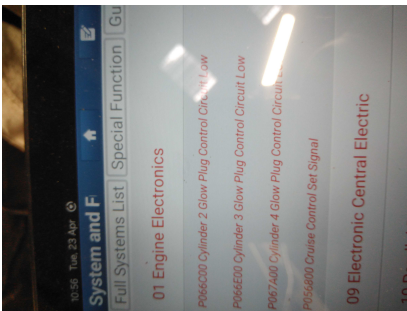 10:56 Tue, 23 Apr
System and F
Full Systems List Special Function Gu
01 Engine Electronics
P066C00 Cylinder 2 Glow Plug Control Circuit Low
P066E00 Cylinder 3 Glow Plug Control Circuit Low
P067A00 Cylinder 4 Glow Plug Control Circuit
P056800 Cruise Control Set Signal
09 Electronic Central Electric